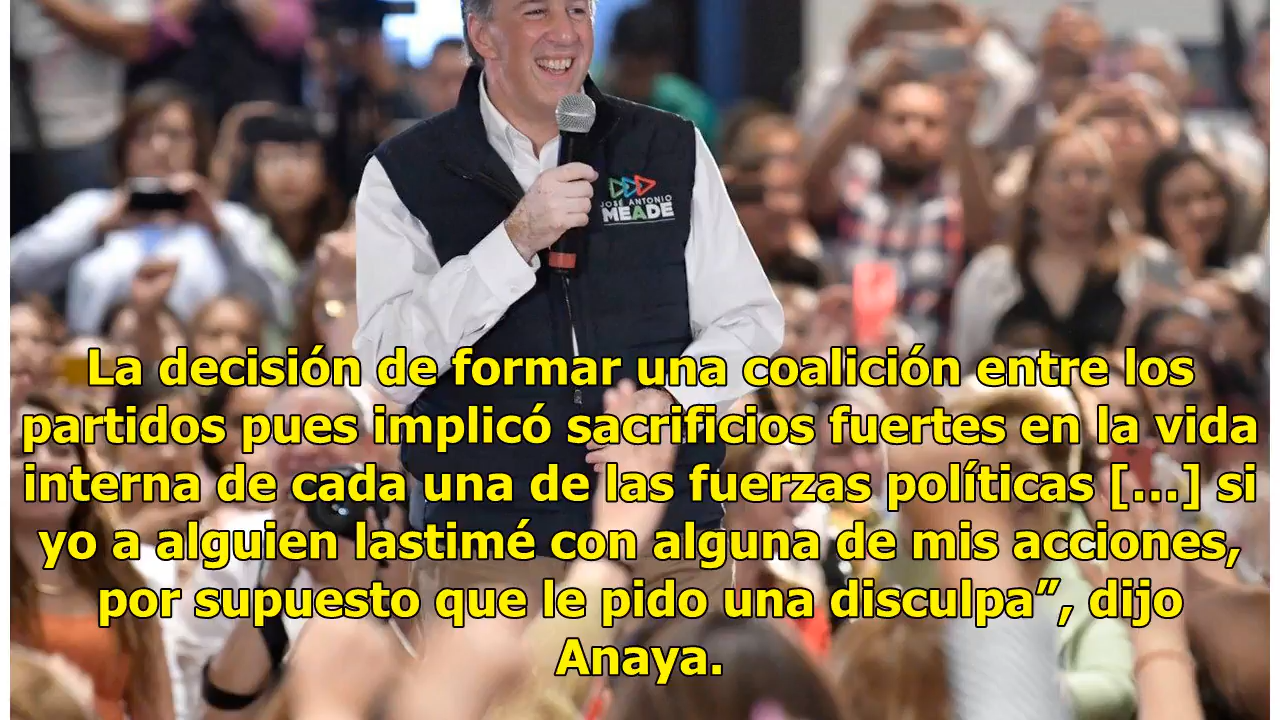 JOSÉ ANTONIO
MEADE
La decisión de formar una coalición entre los
partidos pues implicó sacrificios fuertes en la vida
interna de cada una de las fuerzas políticas [...] si
yo a alguien lastimé con alguna de mis acciones,
por supuesto que le pido una disculpa”, dijo
Anaya.